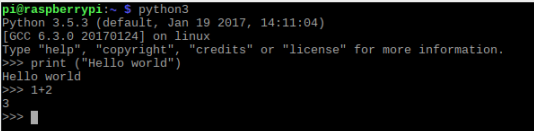 pi@raspberrypi:~ $ python3
Python 3.5.3 (default, Jan 19 2017, 14:11:04)
[GCC 6.3.0 20170124] on linux
Type "help", "copyright", "credits" or "license" for more information.
>>> print ("Hello world")
Hello world
>>> 1+2
3
>>>